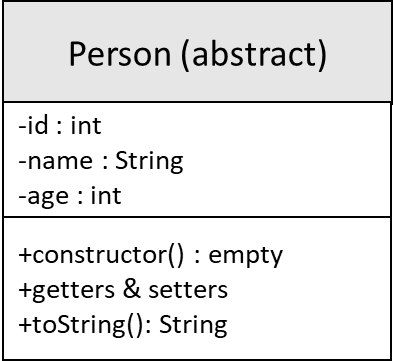 Person (abstract)
-id : int
-name : String
-age : int
+constructor() : empty
+getters & setters
+toString(): String